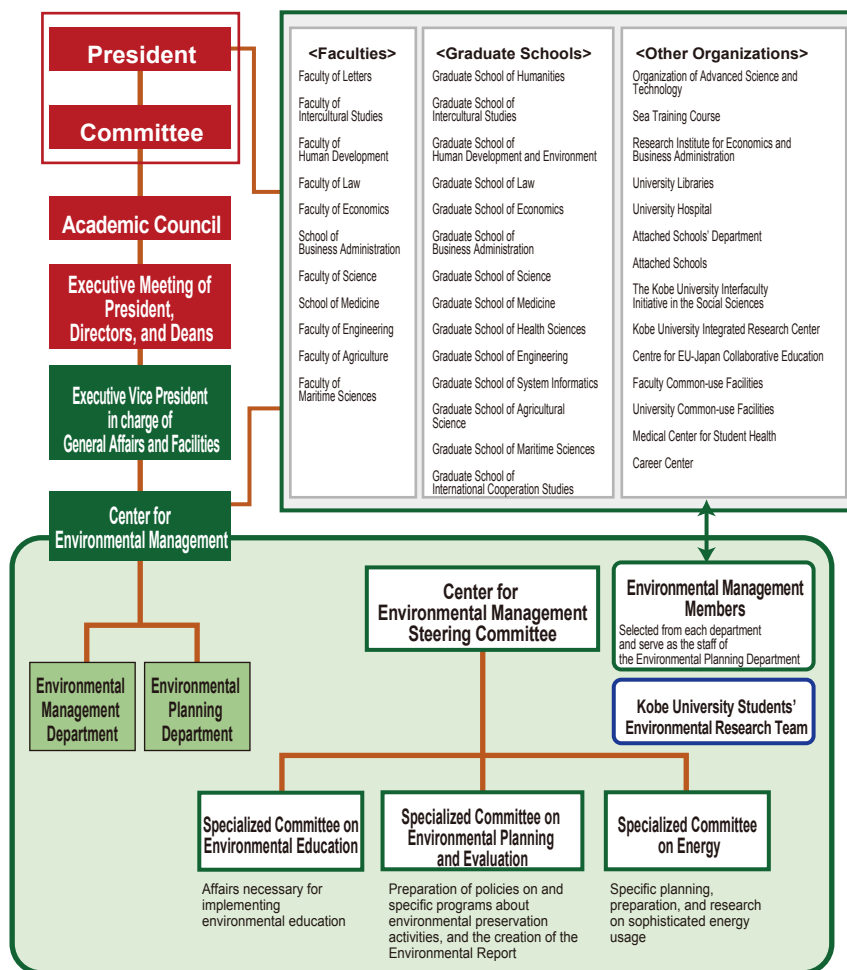 President
Committee
Academic Council
Executive Meeting of
President,
Directors, and Deans
Executive Vice President
in charge of
General Affairs and Facilities
Center for
Environmental Management
<Faculties>
Faculty of Letters
Faculty of
Intercultural Studies
Faculty of
Human Development
Faculty of Law
Faculty of Economics
School of
Business Administration
Faculty of Science
School of Medicine
Faculty of Engineering
Faculty of Agriculture
Faculty of
Maritime Sciences
<Graduate Schools>
Graduate School of Humanities
Graduate School of
Intercultural Studies
Graduate School of
Human Development and Environment
Graduate School of Law
Graduate School of Economics
Graduate School of
Business Administration
Graduate School of Science
Graduate School of Medicine
Graduate School of Health Sciences
Graduate School of Engineering
Graduate School of System Informatics
Graduate School of Agricultural
Science
Graduate School of Maritime Sciences
Graduate School of
International Cooperation Studies
<Other Organizations>
Organization of Advanced Science and
Technology
Sea Training Course
Research Institute for Economics and
Business Administration
University Libraries
University Hospital
Attached Schools' Department
Attached Schools
The Kobe University Interfaculty
Initiative in the Social Sciences
Kobe University Integrated Research Center
Centre for EU-Japan Collaborative Education
Faculty Common-use Facilities
University Common-use Facilities
Medical Center for Student Health
Career Center
Environmental
Management
Department
Environmental
Planning
Department
Center for
Environmental Management
Steering Committee
Environmental Management
Members
Selected from each department
and serve as the staff of
the Environmental Planning Department
Kobe University Students'
Environmental Research Team
Specialized Committee on
Environmental Education
Affairs necessary for
implementing
environmental education
Specialized Committee on
Environmental Planning
and Evaluation
Preparation of policies on and
specific programs about
environmental preservation
activities, and the creation of the
Environmental Report
Specialized Committee
on Energy
Specific planning,
preparation, and research
on sophisticated energy
usage